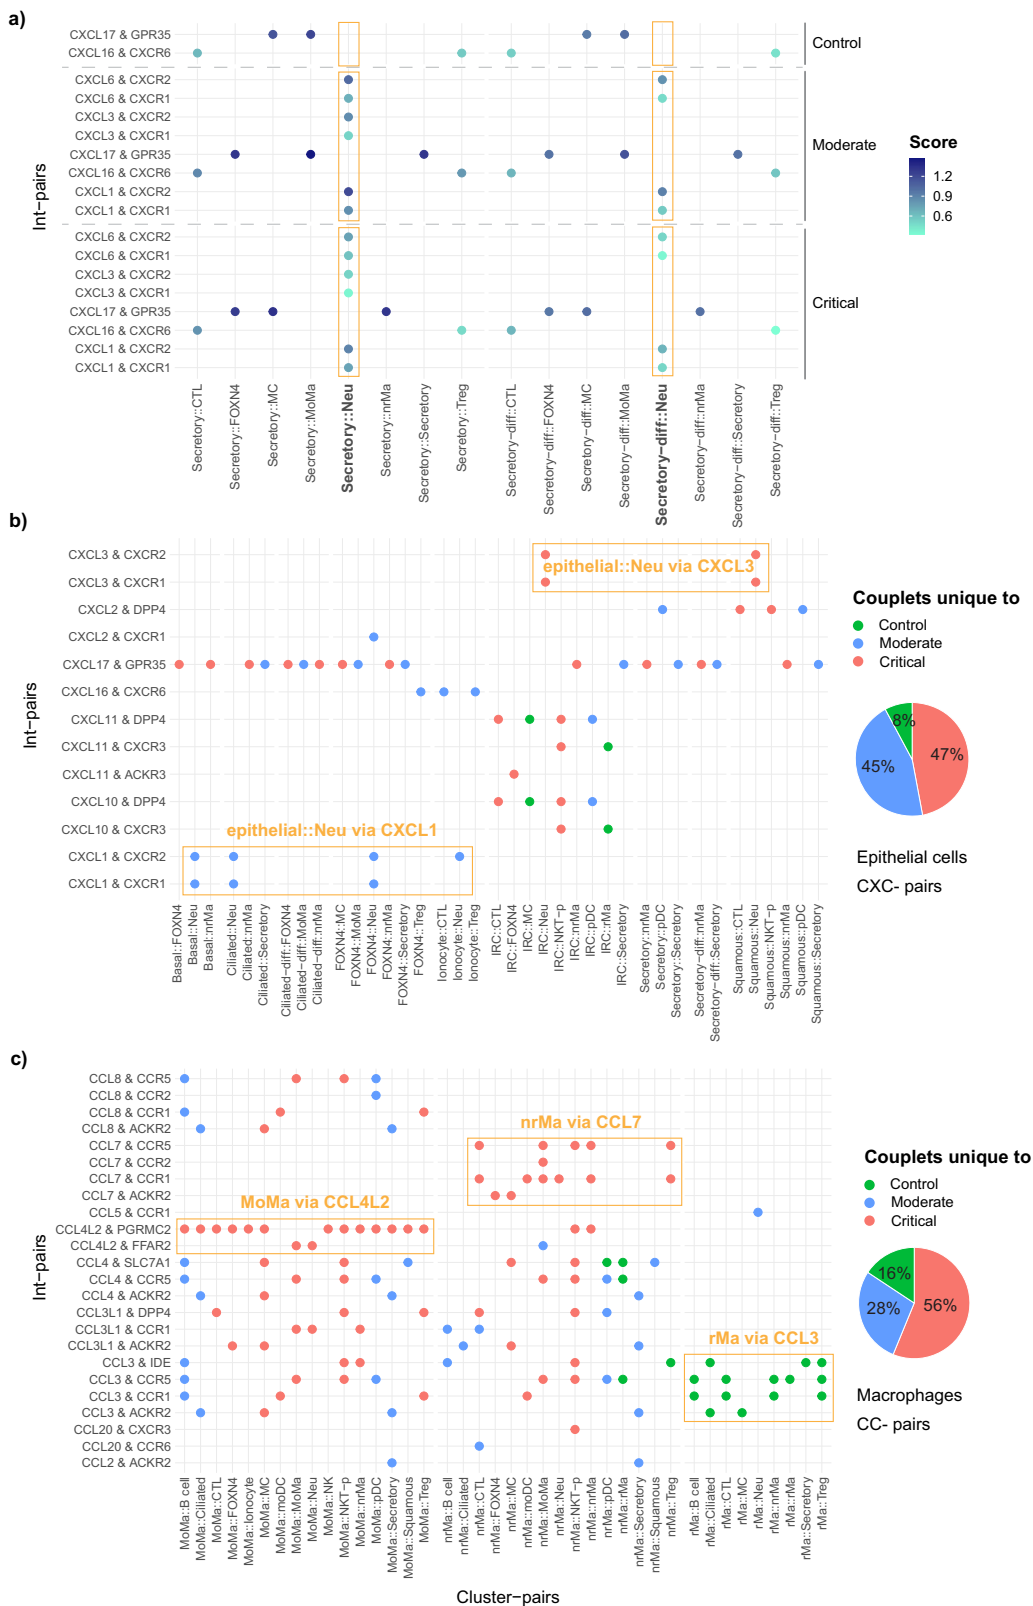 a)
CXCL17 & GPR35
CXCL16 & CXCR6
Control
CXCL6 & CXCR2
CXCL6 & CXCR1
CXCL3 & CXCR2
CXCL3 & CXCR1
CXCL17 & GPR35
CXCL16 & CXCR6
CXCL1 & CXCR2
CXCL1 & CXCR1
Moderate
CXCL6 & CXCR2
CXCL6 & CXCR1
CXCL3 & CXCR2
CXCL3 & CXCR1
CXCL17 & GPR35
CXCL16 & CXCR6
CXCL1 & CXCR2
CXCL1 & CXCR1
Critical
Int−pairs
Score
1.2
0.9
0.6
Secretory::CTL
Secretory::FOXN4
Secretory::MC
Secretory::MoMa
Secretory::Neu
Secretory::nrMa
Secretory::Secretory
Secretory::Treg
Secretory−diff::CTL
Secretory−diff::FOXN4
Secretory−diff::MC
Secretory−diff::MoMa
Secretory−diff::Neu
Secretory−diff::nrMa
Secretory−diff::Secretory
Secretory−diff::Treg
b)
CXCL3 & CXCR2
CXCL3 & CXCR1
CXCL2 & DPP4
CXCL2 & CXCR1
CXCL17 & GPR35
CXCL16 & CXCR6
CXCL11 & DPP4
CXCL11 & CXCR3
CXCL11 & ACKR3
CXCL10 & DPP4
CXCL10 & CXCR3
CXCL1 & CXCR2
CXCL1 & CXCR1
Int−pairs
epithelial::Neu via CXCL3
epithelial::Neu via CXCL1
Basal::FOXN4
Basal::Neu
Basal::nrMa
Ciliated::Neu
Ciliated::nrMa
Ciliated::Secretory
Ciliated−diff::FOXN4
Ciliated−diff::MoMa
Ciliated−diff::nrMa
FOXN4::MC
FOXN4::MoMa
FOXN4::Neu
FOXN4::nrMa
FOXN4::Secretory
FOXN4::Treg
Ionocyte::CTL
Ionocyte::Neu
Ionocyte::Treg
IRC::CTL
IRC::FOXN4
IRC::MC
IRC::Neu
IRC::NKT−p
IRC::nrMa
IRC::pDC
IRC::rMa
IRC::Secretory
Secretory::nrMa
Secretory::pDC
Secretory::Secretory
Secretory−diff::nrMa
Secretory−diff::Secretory
Squamous::CTL
Squamous::Neu
Squamous::NKT−p
Squamous::nrMa
Squamous::pDC
Squamous::Secretory
Couplets unique to
Control
Moderate
Critical
8%
47%
45%
Epithelial cells
CXC- pairs
c)
CCL8 & CCR5
CCL8 & CCR2
CCL8 & CCR1
CCL8 & ACKR2
CCL7 & CCR5
CCL7 & CCR2
CCL7 & CCR1
CCL7 & ACKR2
CCL5 & CCR1
CCL4L2 & PGRMC2
CCL4L2 & FFAR2
CCL4 & SLC7A1
CCL4 & CCR5
CCL4 & ACKR2
CCL3L1 & DPP4
CCL3L1 & CCR1
CCL3L1 & ACKR2
CCL3 & IDE
CCL3 & CCR5
CCL3 & CCR1
CCL3 & ACKR2
CCL20 & CXCR3
CCL20 & CCR6
CCL2 & ACKR2
Int−pairs
nrMa via CCL7
MoMa via CCL4L2
rMa via CCL3
MoMa::B cell
MoMa::Ciliated
MoMa::CTL
MoMa::FOXN4
MoMa::Ionocyte
MoMa::MC
MoMa::moDC
MoMa::MoMa
MoMa::Neu
MoMa::NK
MoMa::NKT−p
MoMa::nrMa
MoMa::pDC
MoMa::Secretory
MoMa::Squamous
MoMa::Treg
nrMa::B cell
nrMa::Ciliated
nrMa::CTL
nrMa::FOXN4
nrMa::MC
nrMa::moDC
nrMa::MoMa
nrMa::Neu
nrMa::NKT−p
nrMa::nrMa
nrMa::pDC
nrMa::rMa
nrMa::Secretory
nrMa::Squamous
nrMa::Treg
rMa::B cell
rMa::Ciliated
rMa::CTL
rMa::MC
rMa::Neu
rMa::nrMa
rMa::rMa
rMa::Secretory
rMa::Treg
Couplets unique to
Control
Moderate
Critical
16%
28%
56%
Macrophages
CC- pairs
Cluster−pairs